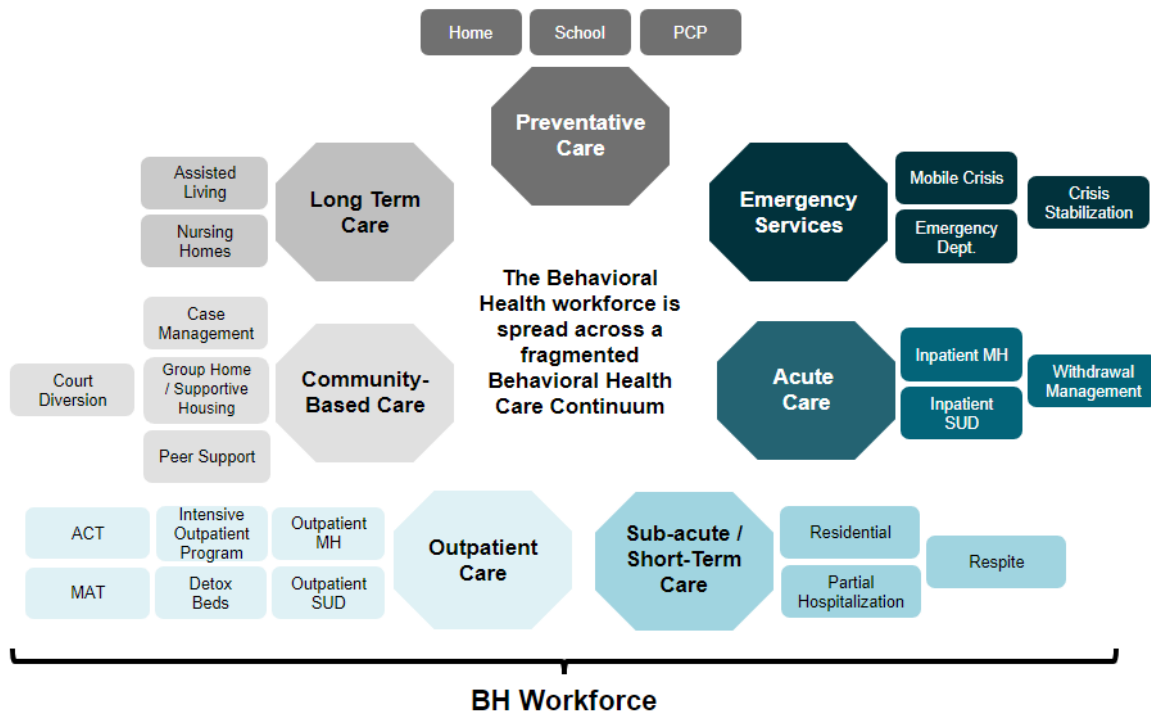 Home
School
PCP
Preventative
Care
Assisted
Living
Nursing
Homes
Long Term
Care
Emergency
Services
Mobile Crisis
Emergency
Dept.
Crisis
Stabilization
The Behavioral
Health workforce is
spread across a
fragmented
Behavioral Health
Care Continuum
Court
Diversion
Case
Management
Group Home
/ Supportive
Housing
Peer Support
Community-
Based Care
Acute
Care
Inpatient MH
Inpatient
SUD
Withdrawal
Management
ACT
Intensive
Outpatient
Program
Outpatient
MH
MAT
Detox
Beds
Outpatient
SUD
Outpatient
Care
Sub-acute /
Short-Term
Care
Residential
Partial
Hospitalization
Respite
BH Workforce